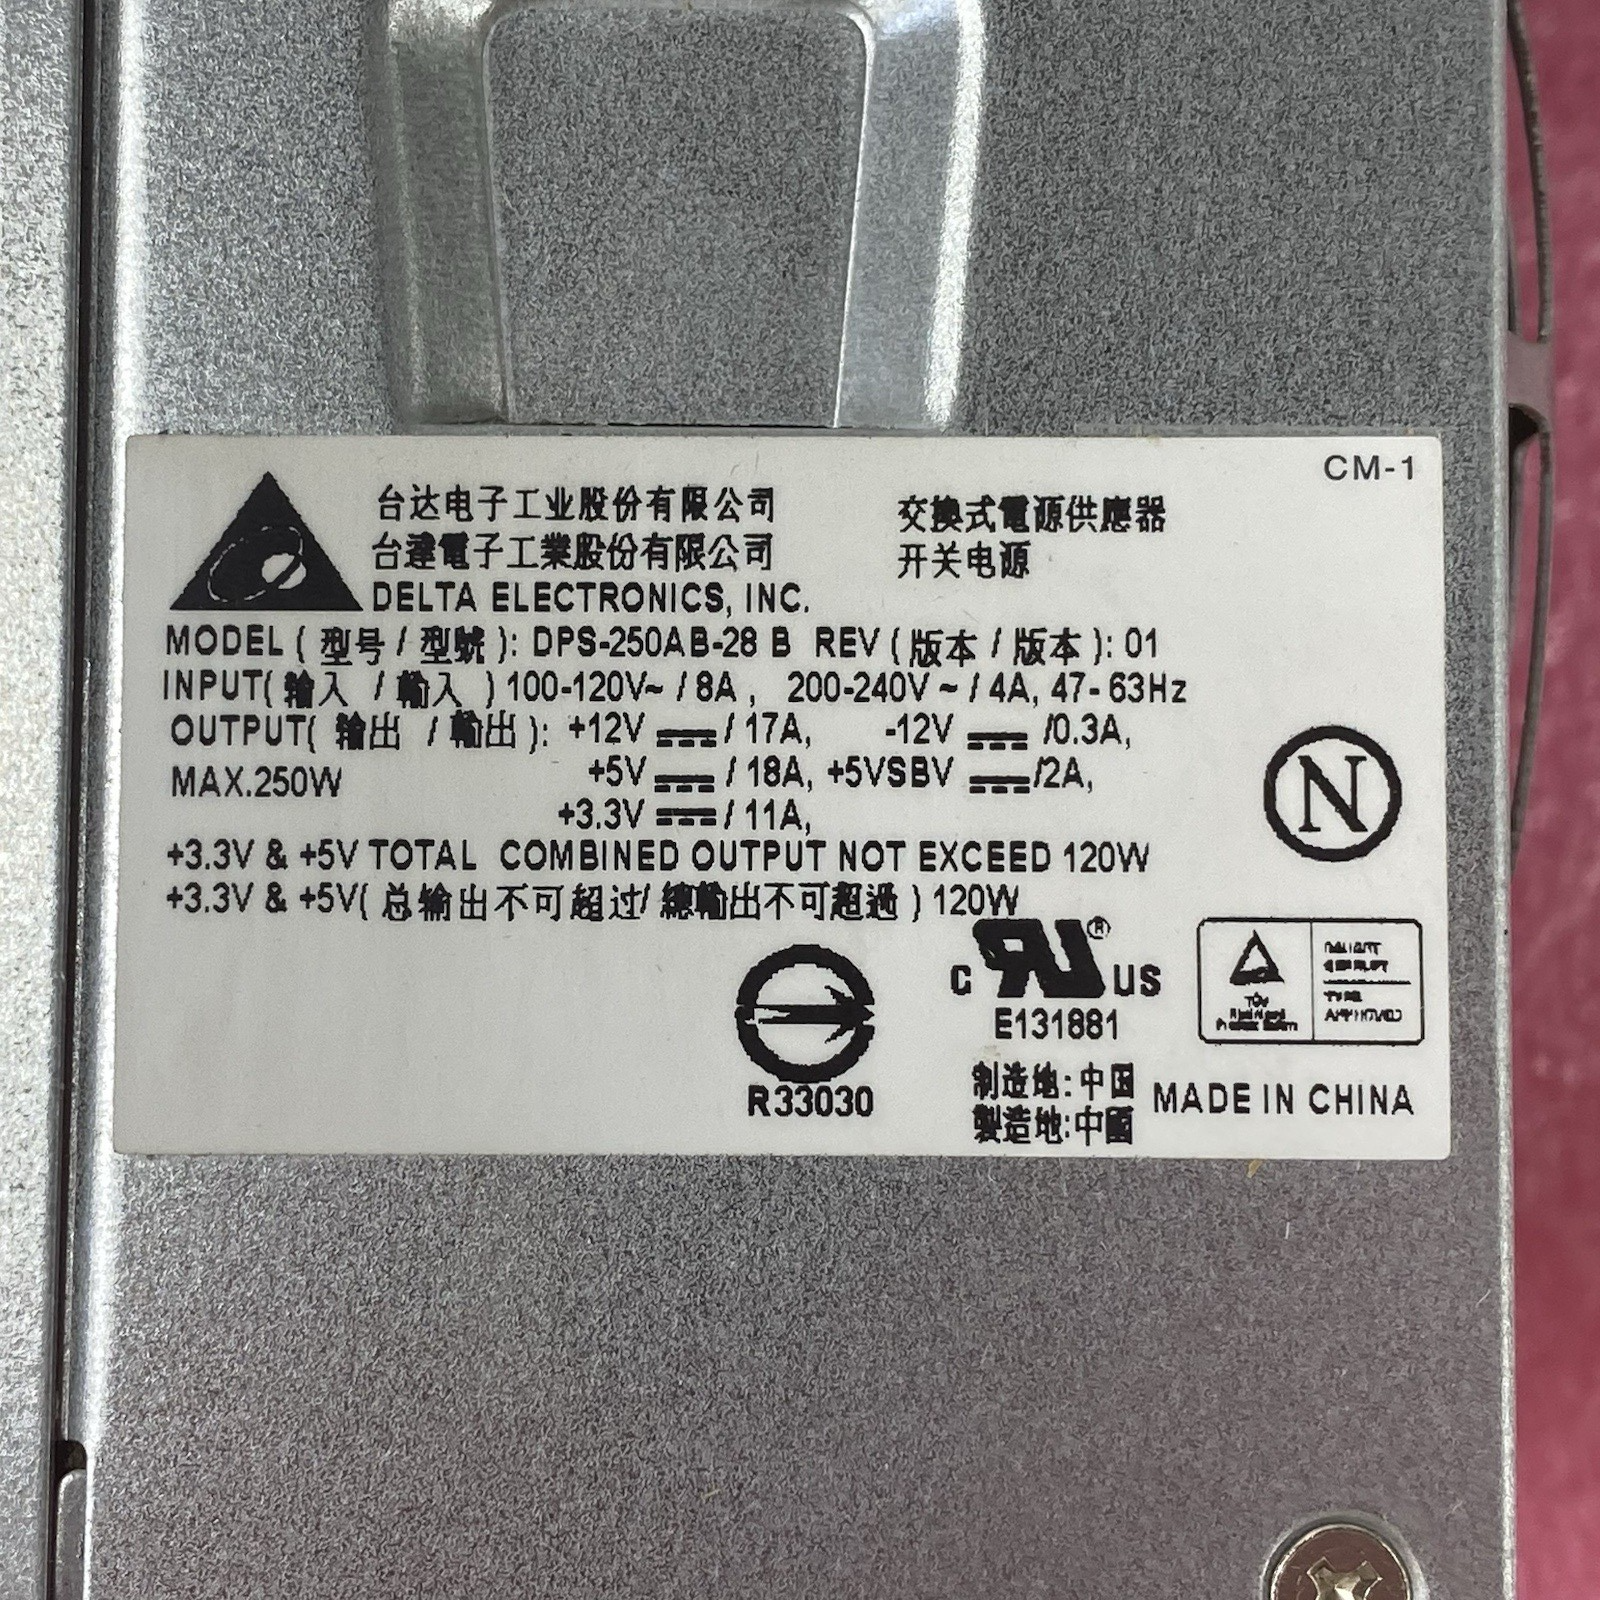 CM-1
台达电子工业股份有限公司
台達電子工業股份有限公司
DELTA ELECTRONICS, INC.
交換式電源供應器
开关电源
MODEL ( 型号 / 型號 ): DPS-250AB-28 B REV ( 版本 / 版本 ): 01
INPUT( 输入 / 輸入 ) 100-120V~ / 8A , 200-240V ~ / 4A, 47-63Hz
OUTPUT( 输出 / 輸出 ): +12V ⎓ / 17A, -12V ⎓ /0.3A,
MAX.250W +5V ⎓ / 18A, +5VSBV ⎓ /2A,
+3.3V ⎓ / 11A,
+3.3V & +5V TOTAL COMBINED OUTPUT NOT EXCEED 120W
+3.3V & +5V( 总输出不可超过/ 總輸出不可超過 ) 120W
N
R33030
C UR ® US
E131881
TÜV
TYPE
APPROVED
制造地: 中国
製造地:中國
MADE IN CHINA